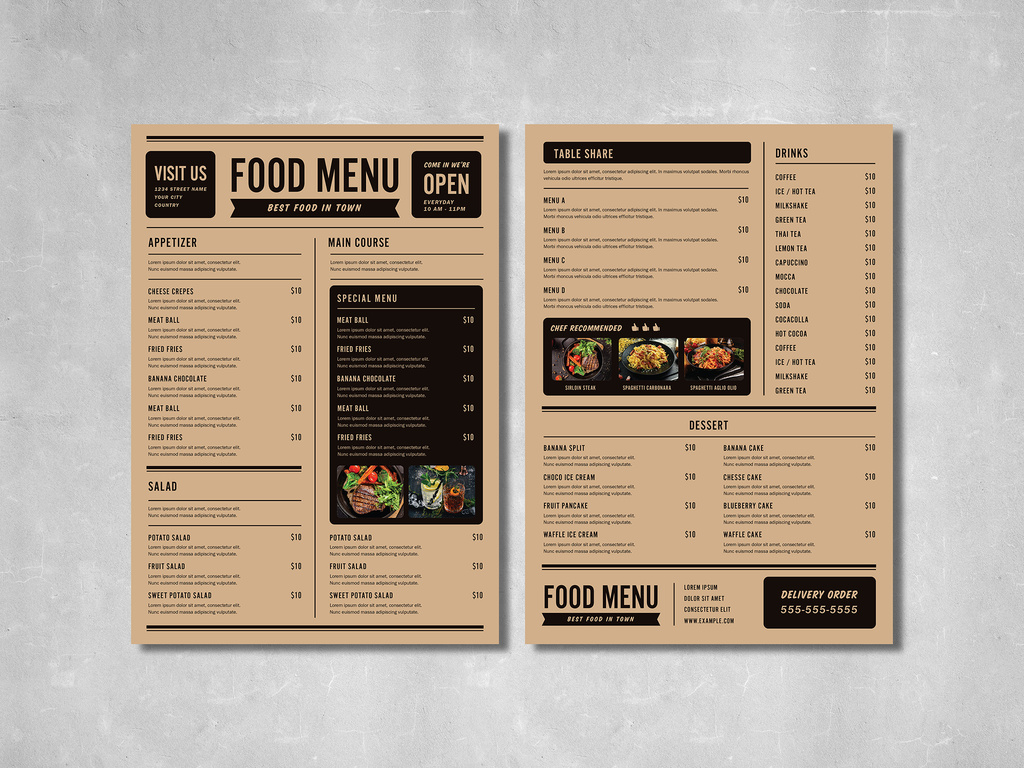 VISIT US
1234 STREET NAME
YOUR CITY
COUNTRY
FOOD MENU
BEST FOOD IN TOWN
COME IN WE'RE
OPEN
EVERYDAY
10 AM - 11PM
APPETIZER
Lorem ipsum dolor sit amet, consectetur elit.
Nunc euismod massa adipiscing vulputate.
CHEESE CREPES $10
Lorem ipsum dolor sit amet, consectetur elit.
Nunc euismod massa adipiscing vulputate.
MEAT BALL $10
Lorem ipsum dolor sit amet, consectetur elit.
Nunc euismod massa adipiscing vulputate.
FRIED FRIES $10
Lorem ipsum dolor sit amet, consectetur elit.
Nunc euismod massa adipiscing vulputate.
BANANA CHOCOLATE $10
Lorem ipsum dolor sit amet, consectetur elit.
Nunc euismod massa adipiscing vulputate.
MEAT BALL $10
Lorem ipsum dolor sit amet, consectetur elit.
Nunc euismod massa adipiscing vulputate.
FRIED FRIES $10
Lorem ipsum dolor sit amet, consectetur elit.
Nunc euismod massa adipiscing vulputate.
SALAD
Lorem ipsum dolor sit amet, consectetur elit.
Nunc euismod massa adipiscing vulputate.
POTATO SALAD $10
Lorem ipsum dolor sit amet, consectetur elit.
Nunc euismod massa adipiscing vulputate.
FRUIT SALAD $10
Lorem ipsum dolor sit amet, consectetur elit.
Nunc euismod massa adipiscing vulputate.
SWEET POTATO SALAD $10
Lorem ipsum dolor sit amet, consectetur elit.
Nunc euismod massa adipiscing vulputate.
MAIN COURSE
Lorem ipsum dolor sit amet, consectetur elit.
Nunc euismod massa adipiscing vulputate.
SPECIAL MENU
MEAT BALL $10
Lorem ipsum dolor sit amet, consectetur elit.
Nunc euismod massa adipiscing vulputate.
FRIED FRIES $10
Lorem ipsum dolor sit amet, consectetur elit.
Nunc euismod massa adipiscing vulputate.
BANANA CHOCOLATE $10
Lorem ipsum dolor sit amet, consectetur elit.
Nunc euismod massa adipiscing vulputate.
MEAT BALL $10
Lorem ipsum dolor sit amet, consectetur elit.
Nunc euismod massa adipiscing vulputate.
FRIED FRIES $10
Lorem ipsum dolor sit amet, consectetur elit.
Nunc euismod massa adipiscing vulputate.
POTATO SALAD $10
Lorem ipsum dolor sit amet, consectetur elit.
Nunc euismod massa adipiscing vulputate.
FRUIT SALAD $10
Lorem ipsum dolor sit amet, consectetur elit.
Nunc euismod massa adipiscing vulputate.
SWEET POTATO SALAD $10
Lorem ipsum dolor sit amet, consectetur elit.
Nunc euismod massa adipiscing vulputate.
TABLE SHARE
Lorem ipsum dolor sit amet, consectetur adipiscing elit. In maximus volutpat sodales. Morbi rhoncus
vehicula odio ultrices efficitur tristique.
MENU A $10
Lorem ipsum dolor sit amet, consectetur adipiscing elit. In maximus volutpat sodales.
Morbi rhoncus vehicula odio ultrices efficitur tristique.
MENU B $10
Lorem ipsum dolor sit amet, consectetur adipiscing elit. In maximus volutpat sodales.
Morbi rhoncus vehicula odio ultrices efficitur tristique.
MENU C $10
Lorem ipsum dolor sit amet, consectetur adipiscing elit. In maximus volutpat sodales.
Morbi rhoncus vehicula odio ultrices efficitur tristique.
MENU D $10
Lorem ipsum dolor sit amet, consectetur adipiscing elit. In maximus volutpat sodales.
Morbi rhoncus vehicula odio ultrices efficitur tristique.
CHEF RECOMMENDED
SIRLOIN STEAK
SPAGHETTI CARBONARA
SPAGHETTI AGLIO OLIO
DRINKS
COFFEE $10
ICE / HOT TEA $10
MILKSHAKE $10
GREEN TEA $10
THAI TEA $10
LEMON TEA $10
CAPUCCINO $10
MOCCA $10
CHOCOLATE $10
SODA $10
COCACOLLA $10
HOT COCOA $10
COFFEE $10
ICE / HOT TEA $10
MILKSHAKE $10
GREEN TEA $10
DESSERT
BANANA SPLIT $10
Lorem ipsum dolor sit amet, consectetur elit.
Nunc euismod massa adipiscing vulputate.
CHOCO ICE CREAM $10
Lorem ipsum dolor sit amet, consectetur elit.
Nunc euismod massa adipiscing vulputate.
FRUIT PANCAKE $10
Lorem ipsum dolor sit amet, consectetur elit.
Nunc euismod massa adipiscing vulputate.
WAFFLE ICE CREAM $10
Lorem ipsum dolor sit amet, consectetur elit.
Nunc euismod massa adipiscing vulputate.
BANANA CAKE $10
Lorem ipsum dolor sit amet, consectetur elit.
Nunc euismod massa adipiscing vulputate.
CHESSE CAKE $10
Lorem ipsum dolor sit amet, consectetur elit.
Nunc euismod massa adipiscing vulputate.
BLUEBERRY CAKE $10
Lorem ipsum dolor sit amet, consectetur elit.
Nunc euismod massa adipiscing vulputate.
WAFFLE CAKE $10
Lorem ipsum dolor sit amet, consectetur elit.
Nunc euismod massa adipiscing vulputate.
FOOD MENU
BEST FOOD IN TOWN
LOREM IPSUM
DOLOR SIT AMET
CONSECTETUR ELIT
WWW.EXAMPLE.COM
DELIVERY ORDER
555-555-5555